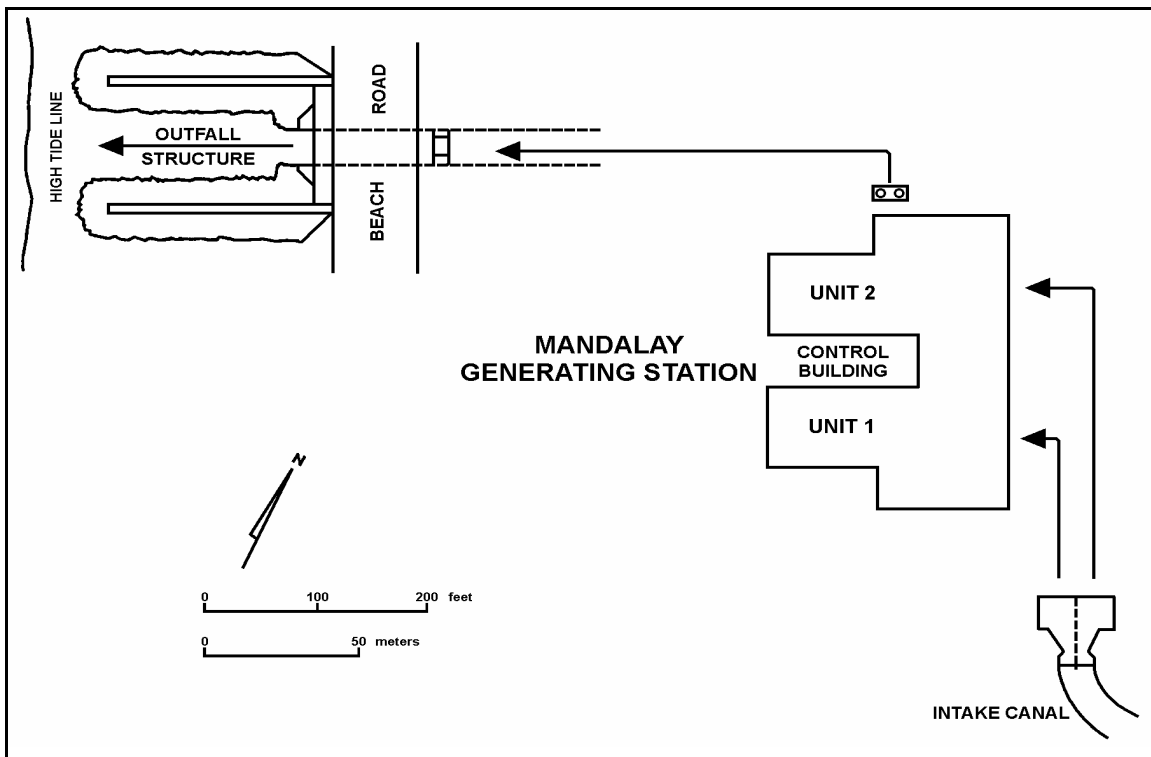 HIGH TIDE LINE
OUTFALL
STRUCTURE
ROAD
BEACH
UNIT 2
MANDALAY
GENERATING STATION
CONTROL
BUILDING
UNIT 1
N
0 100 200 feet
0 50 meters
INTAKE CANAL